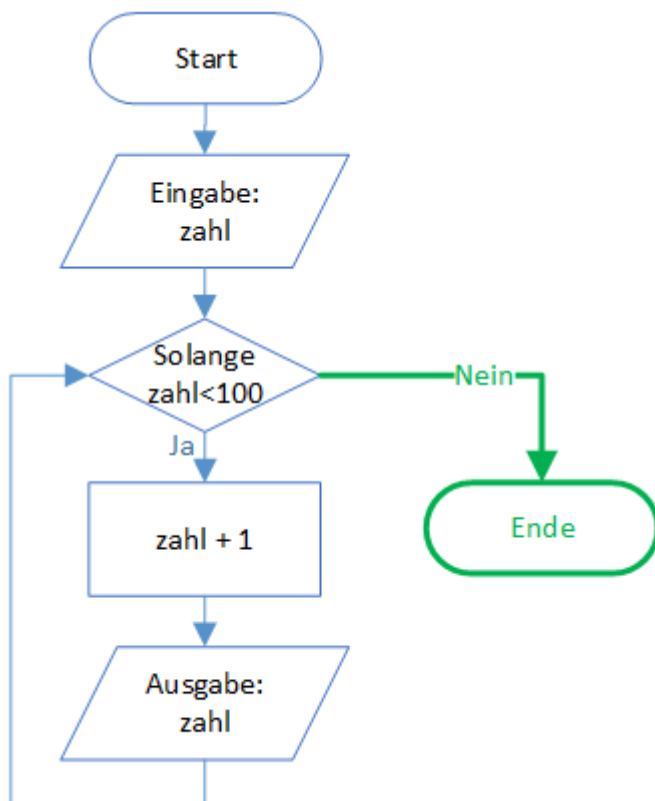 Start
Eingabe:
zahl
Solange
zahl<100
Nein
Ja
zahl + 1
Ende
Ausgabe:
zahl